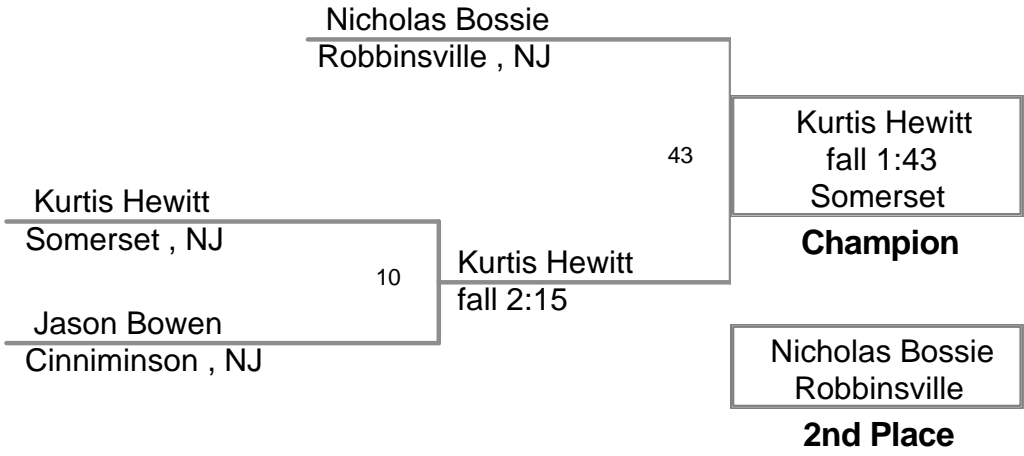 Nicholas Bossie
Robbinsville , NJ
Kurtis Hewitt
fall 1:43
Somerset
Champion
43
Kurtis Hewitt
Somerset , NJ
10
Kurtis Hewitt
fall 2:15
Jason Bowen
Cinniminson , NJ
Nicholas Bossie
Robbinsville
2nd Place